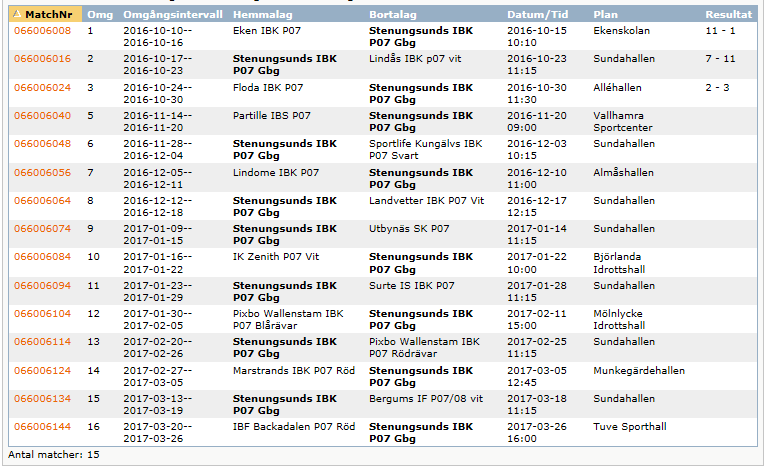 MatchNr Omg Omgångsintervall Hemmalag Bortalag Datum/Tid Plan Resultat
066006008 1 2016-10-10-- Eken IBK P07 Stenungsunds IBK 2016-10-15 Ekenskolan 11 - 1
2016-10-16 P07 Gbg 10:10
066006016 2 2016-10-17-- Stenungsunds IBK Lindås IBK p07 vit 2016-10-23 Sundahallen 7 - 11
2016-10-23 P07 Gbg 11:15
066006024 3 2016-10-24-- Floda IBK P07 Stenungsunds IBK 2016-10-30 Alléhallen 2 - 3
2016-10-30 P07 Gbg 11:30
066006040 5 2016-11-14-- Partille IBS P07 Stenungsunds IBK 2016-11-20 Vallhamra
2016-11-20 P07 Gbg 09:00 Sportcenter
066006048 6 2016-11-28-- Stenungsunds IBK Sportlife Kungälvs IBK 2016-12-03 Sundahallen
2016-12-04 P07 Gbg P07 Svart 10:15
066006056 7 2016-12-05-- Lindome IBK P07 Stenungsunds IBK 2016-12-10 Almåshallen
2016-12-11 P07 Gbg 11:00
066006064 8 2016-12-12-- Stenungsunds IBK Landvetter IBK P07 Vit 2016-12-17 Sundahallen
2016-12-18 P07 Gbg 12:15
066006074 9 2017-01-09-- Stenungsunds IBK Utbynäs SK P07 2017-01-14 Sundahallen
2017-01-15 P07 Gbg 11:15
066006084 10 2017-01-16-- IK Zenith P07 Vit Stenungsunds IBK 2017-01-22 Björlanda
2017-01-22 P07 Gbg 10:00 Idrottshall
066006094 11 2017-01-23-- Stenungsunds IBK Surte IS IBK P07 2017-01-28 Sundahallen
2017-01-29 P07 Gbg 11:15
066006104 12 2017-01-30-- Pixbo Wallenstam IBK Stenungsunds IBK 2017-02-11 Mölnlycke
2017-02-05 P07 Blårävar P07 Gbg 15:00 Idrottshall
066006114 13 2017-02-20-- Stenungsunds IBK Pixbo Wallenstam IBK 2017-02-25 Sundahallen
2017-02-26 P07 Gbg P07 Rödrävar 11:15
066006124 14 2017-02-27-- Marstrands IBK P07 Röd Stenungsunds IBK 2017-03-05 Munkegärdehallen
2017-03-05 P07 Gbg 12:45
066006134 15 2017-03-13-- Stenungsunds IBK Bergums IF P07/08 vit 2017-03-18 Sundahallen
2017-03-19 P07 Gbg 11:15
066006144 16 2017-03-20-- IBF Backadalen P07 Röd Stenungsunds IBK 2017-03-26 Tuve Sporthall
2017-03-26 P07 Gbg 16:00
Antal matcher: 15